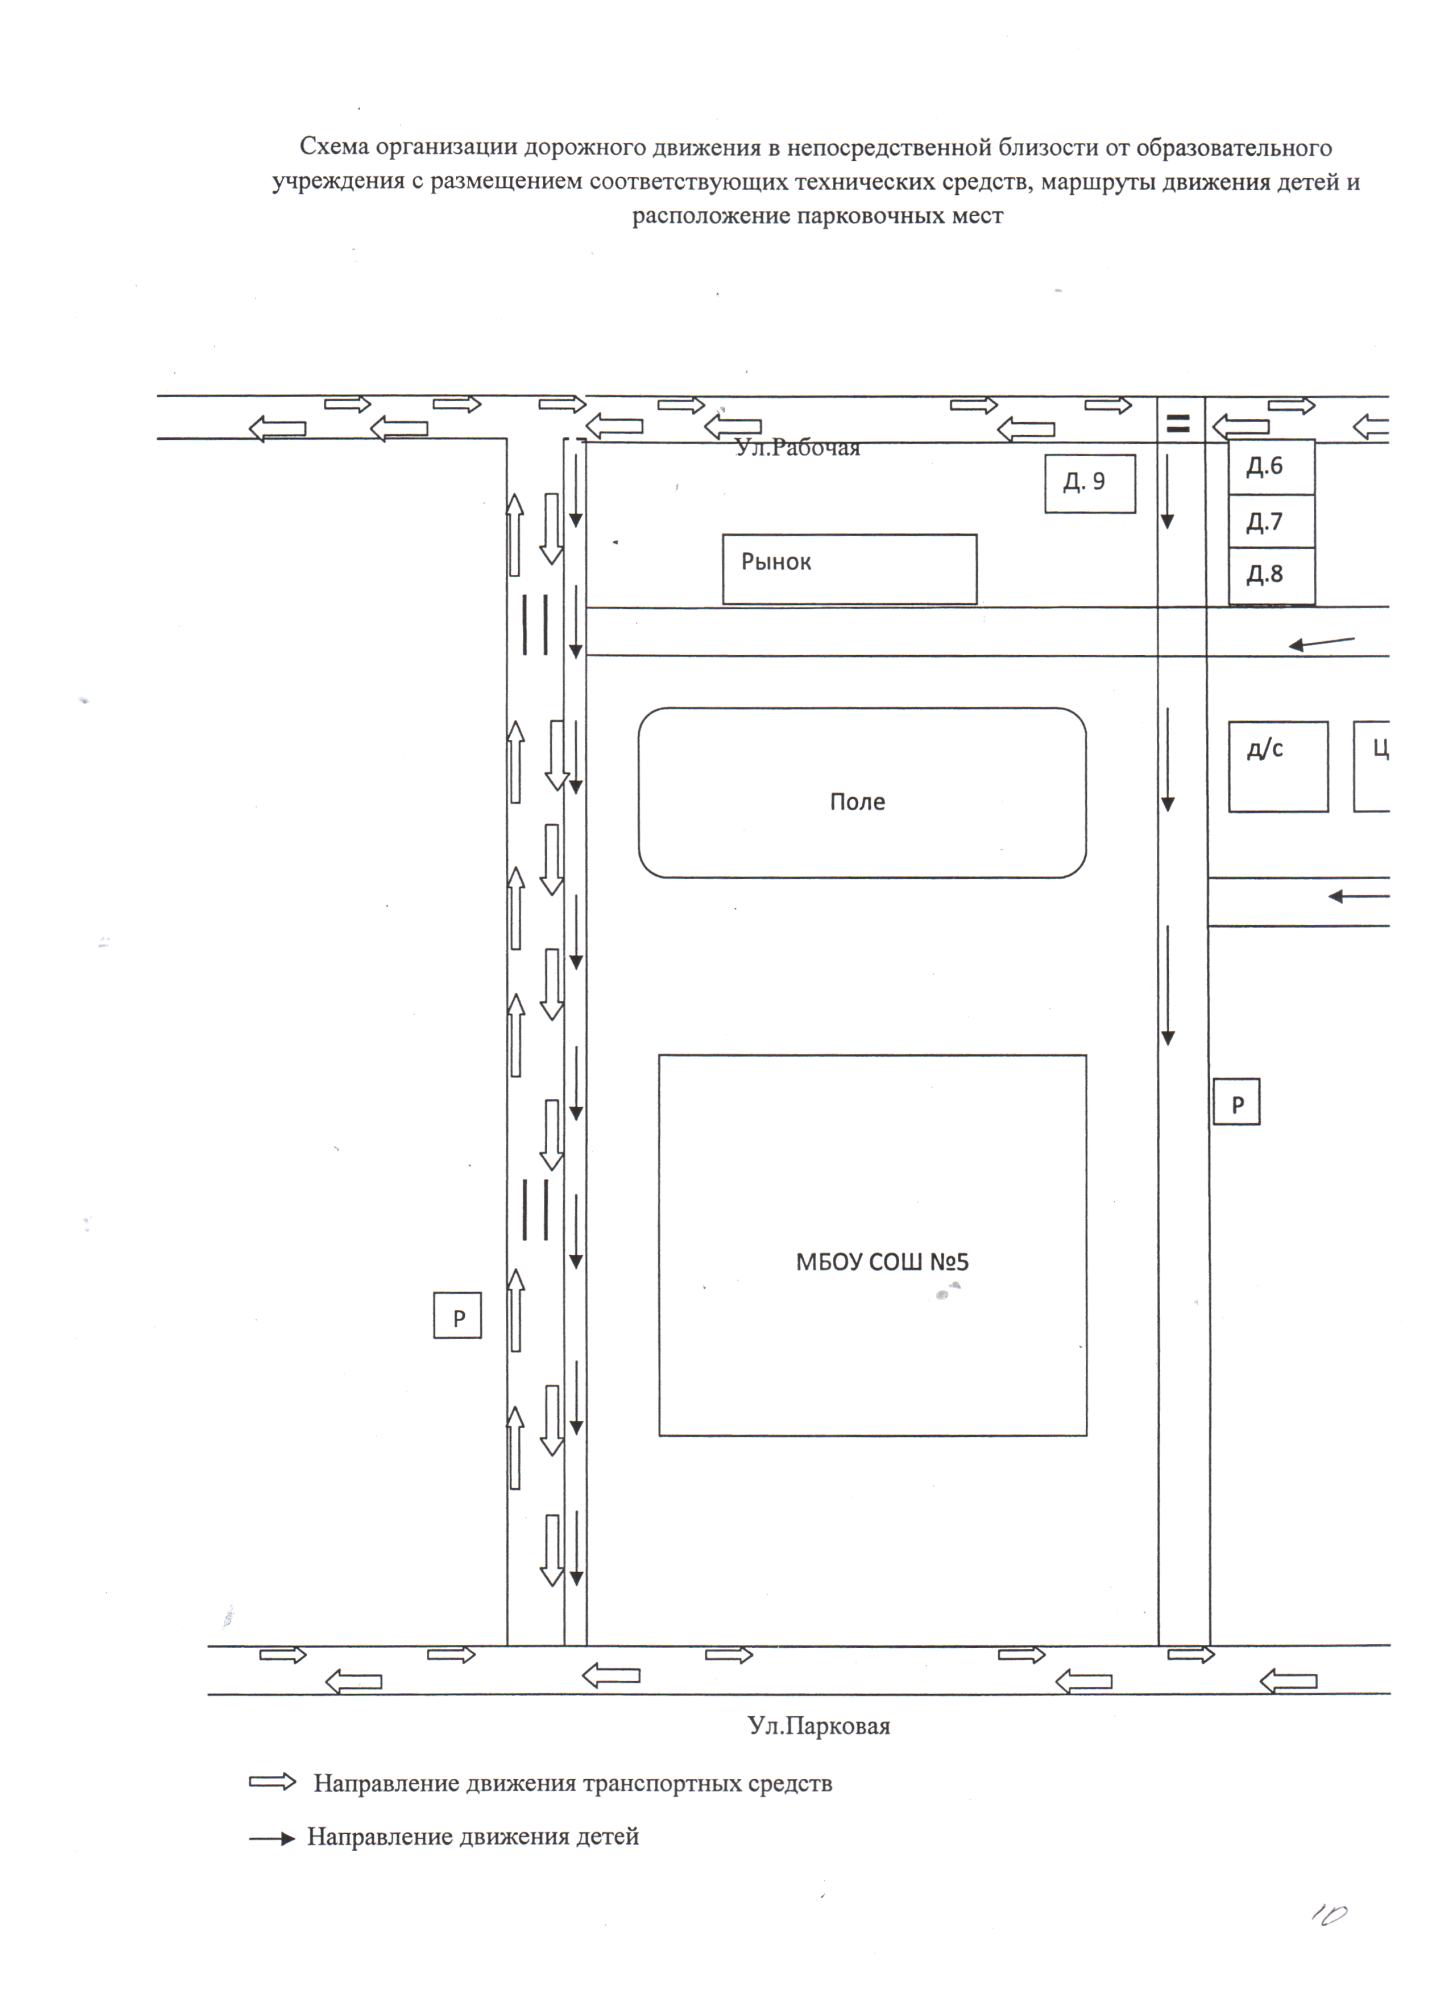 Схема организации дорожного движения в непосредственной близости от образовательного
учреждения с размещением соответствующих технических средств, маршруты движения детей и
расположение парковочных мест
Ул.Рабочая
Д. 9
Д.6
Д.7
Д.8
Рынок
д/с
Ц
Поле
Р
МБОУ СОШ №5
Р
Ул.Парковая
Направление движения транспортных средств
Направление движения детей
10